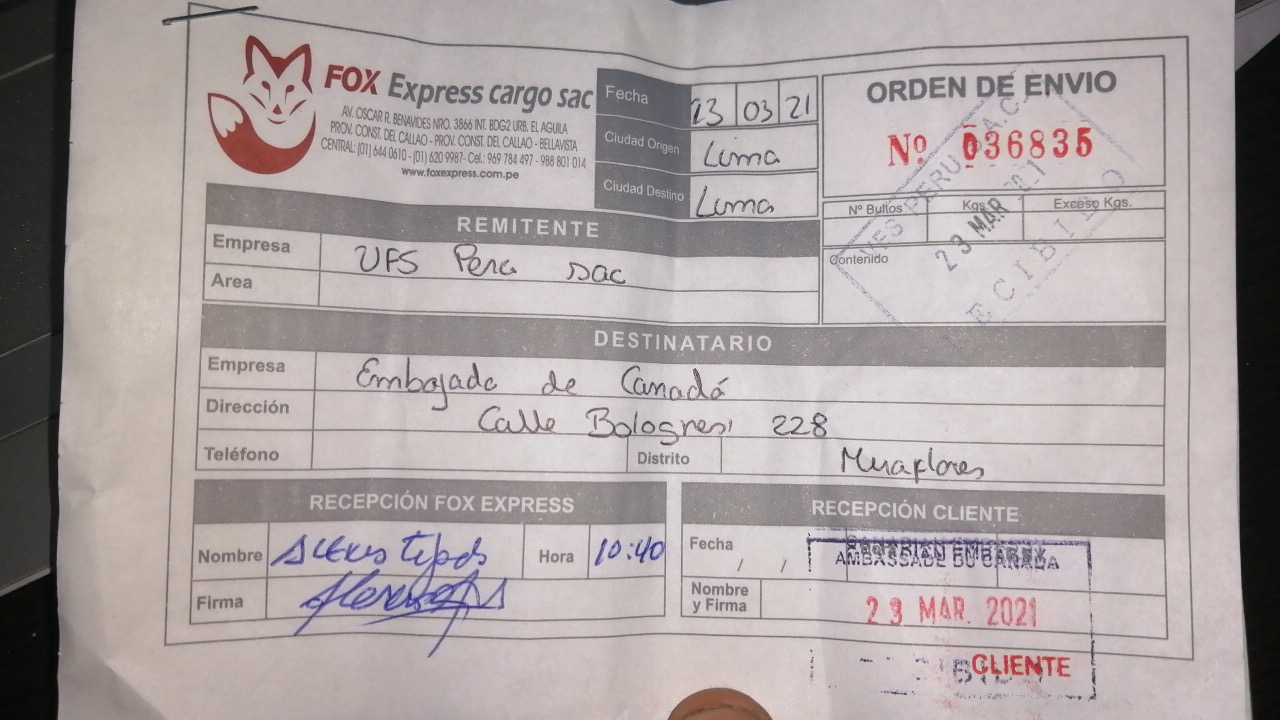 FOX Express cargo sac
AV. OSCAR R. BENAVIDES NRO. 3866 INT. BDG2 URB. EL AGUILA
PROV. CONST. DEL CALLAO - PROV. CONST. DEL CALLAO - BELLAVISTA
CENTRAL: (01) 644 0610 - (01) 620 9987- Cel.: 969 784 497 - 988 801 014
www.foxexpress.com.pe
Fecha 23 03 21
Ciudad Origen Lima
Ciudad Destino Lima
ORDEN DE ENVIO
Nº 036835
Nº Bultos Kgs. Exceso Kgs.
Contenido
VFS PERU S.A.C.
23 MAR 2021
ECIBIDO
REMITENTE
Empresa VFS Peru sac
Area
DESTINATARIO
Empresa Embajada de Canadá
Dirección Calle Bolognesi 228
Teléfono Distrito Miraflores
RECEPCIÓN FOX EXPRESS
Nombre Hora 10:40
Firma
RECEPCIÓN CLIENTE
Fecha , ,
CANADIAN EMBASSY
AMBASSADE DU CANADA
Nombre
y Firma
23 MAR. 2021
CLIENTE